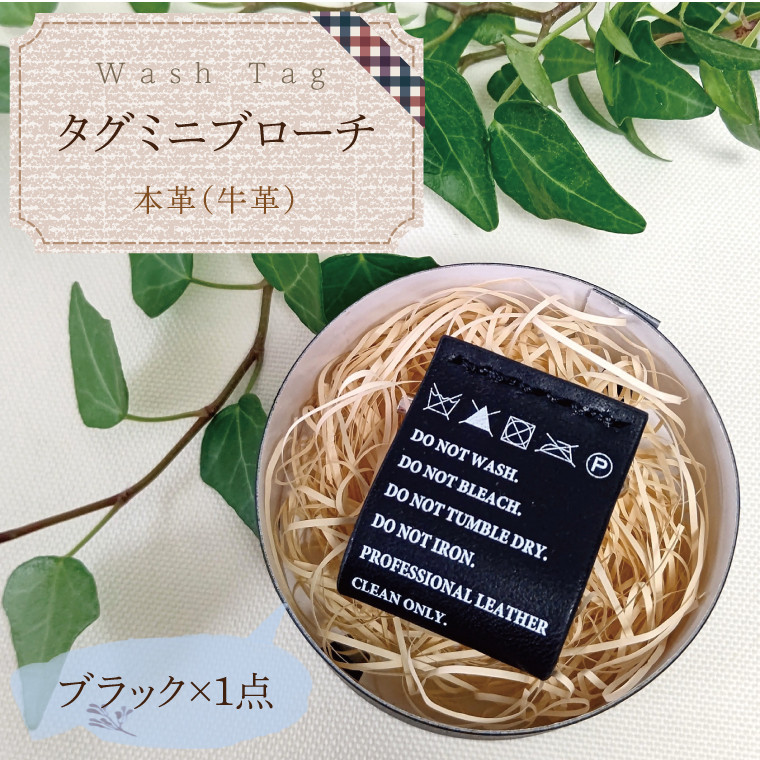 Wash Tag
タグミニブローチ
本革（牛革）
DO NOT WASH.
DO NOT BLEACH.
DO NOT TUMBLE DRY.
DO NOT IRON.
PROFESSIONAL LEATHER
CLEAN ONLY.
P
ブラック×1点